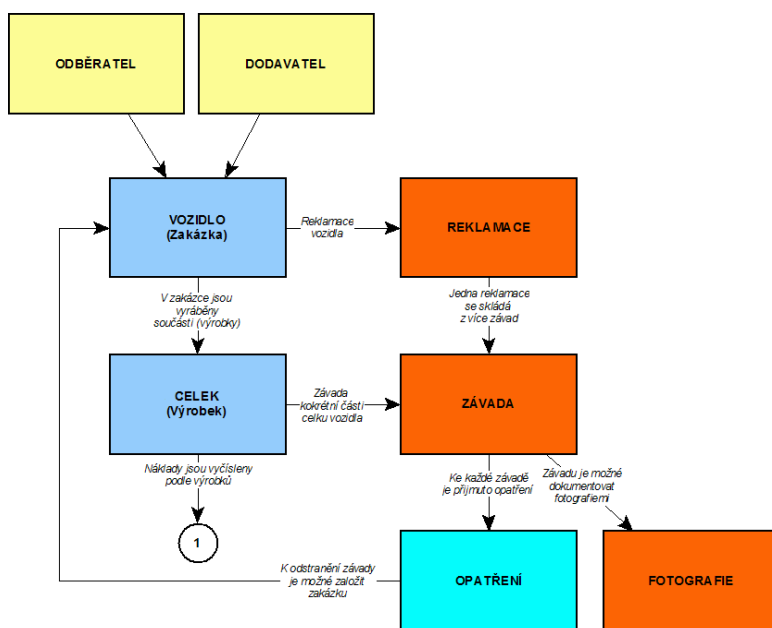 ODBĚRATEL
DODAVATEL
VOZIDLO
(Zakázka)
Reklamace
vozidla
REKLAMACE
V zakázce jsou
vyráběny
součásti (výrobky)
Jedna reklamace
se skládá
z více závad
CELEK
(Výrobek)
Závada
kokrétní části
celku vozidla
ZÁVADA
Náklady jsou vyčísleny
podle výrobků
Ke každé závadě
je přijmuto opatření
Závadu je možné
dokumentovat
fotografiemi
1
K odstranění závady
je možné založit
zakázku
OPATŘENÍ
FOTOGRAFIE